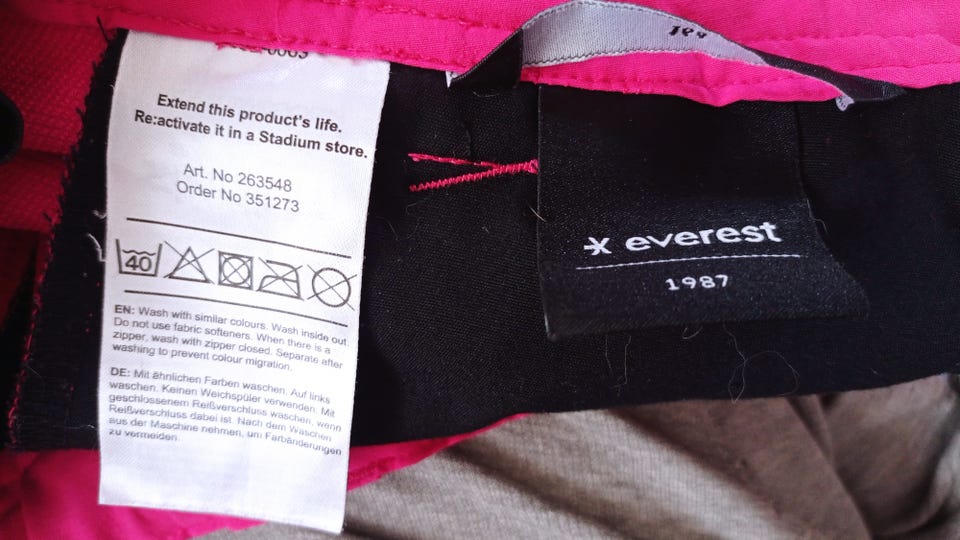 Extend this product's life.
Re:activate it in a Stadium store.
Art. No 263548
Order No 351273
40
EN: Wash with similar colours. Wash inside out.
Do not use fabric softeners. When there is a
zipper, wash with zipper closed. Separate after
washing to prevent colour migration.
DE: Mit ähnlichen Farben waschen. Auf links
waschen. Keinen Weichspüler verwenden. Mit
geschlossenem Reißverschluss waschen, wenn
Reißverschluss dabei ist. Nach dem Waschen
aus der Maschine nehmen, um Farbänderungen
zu vermeiden.
everest
1987